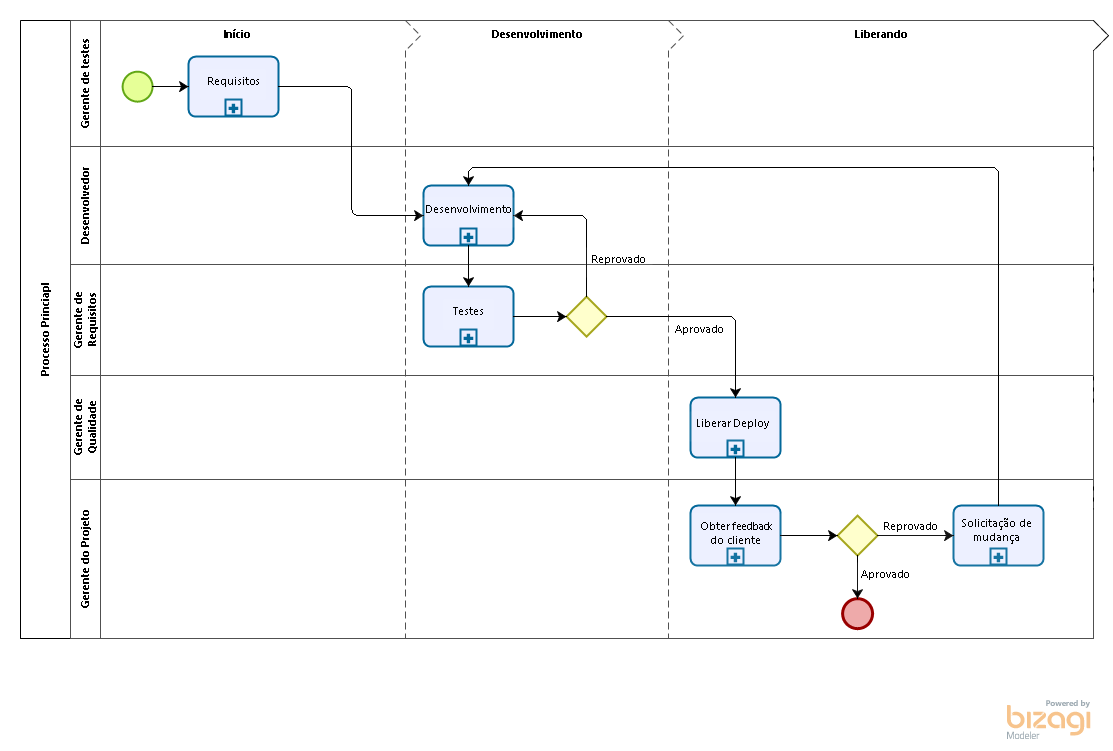 Processo Princiapl
Início
Desenvolvimento
Liberando
Gerente de testes
Requisitos
Desenvolvedor
Desenvolvimento
Reprovado
Gerente de
Requisitos
Testes
Aprovado
Gerente de
Qualidade
Liberar Deploy
Gerente do Projeto
Obter feedback
do cliente
Reprovado
Solicitação de
mudança
Aprovado
Powered by
bizagi
Modeler